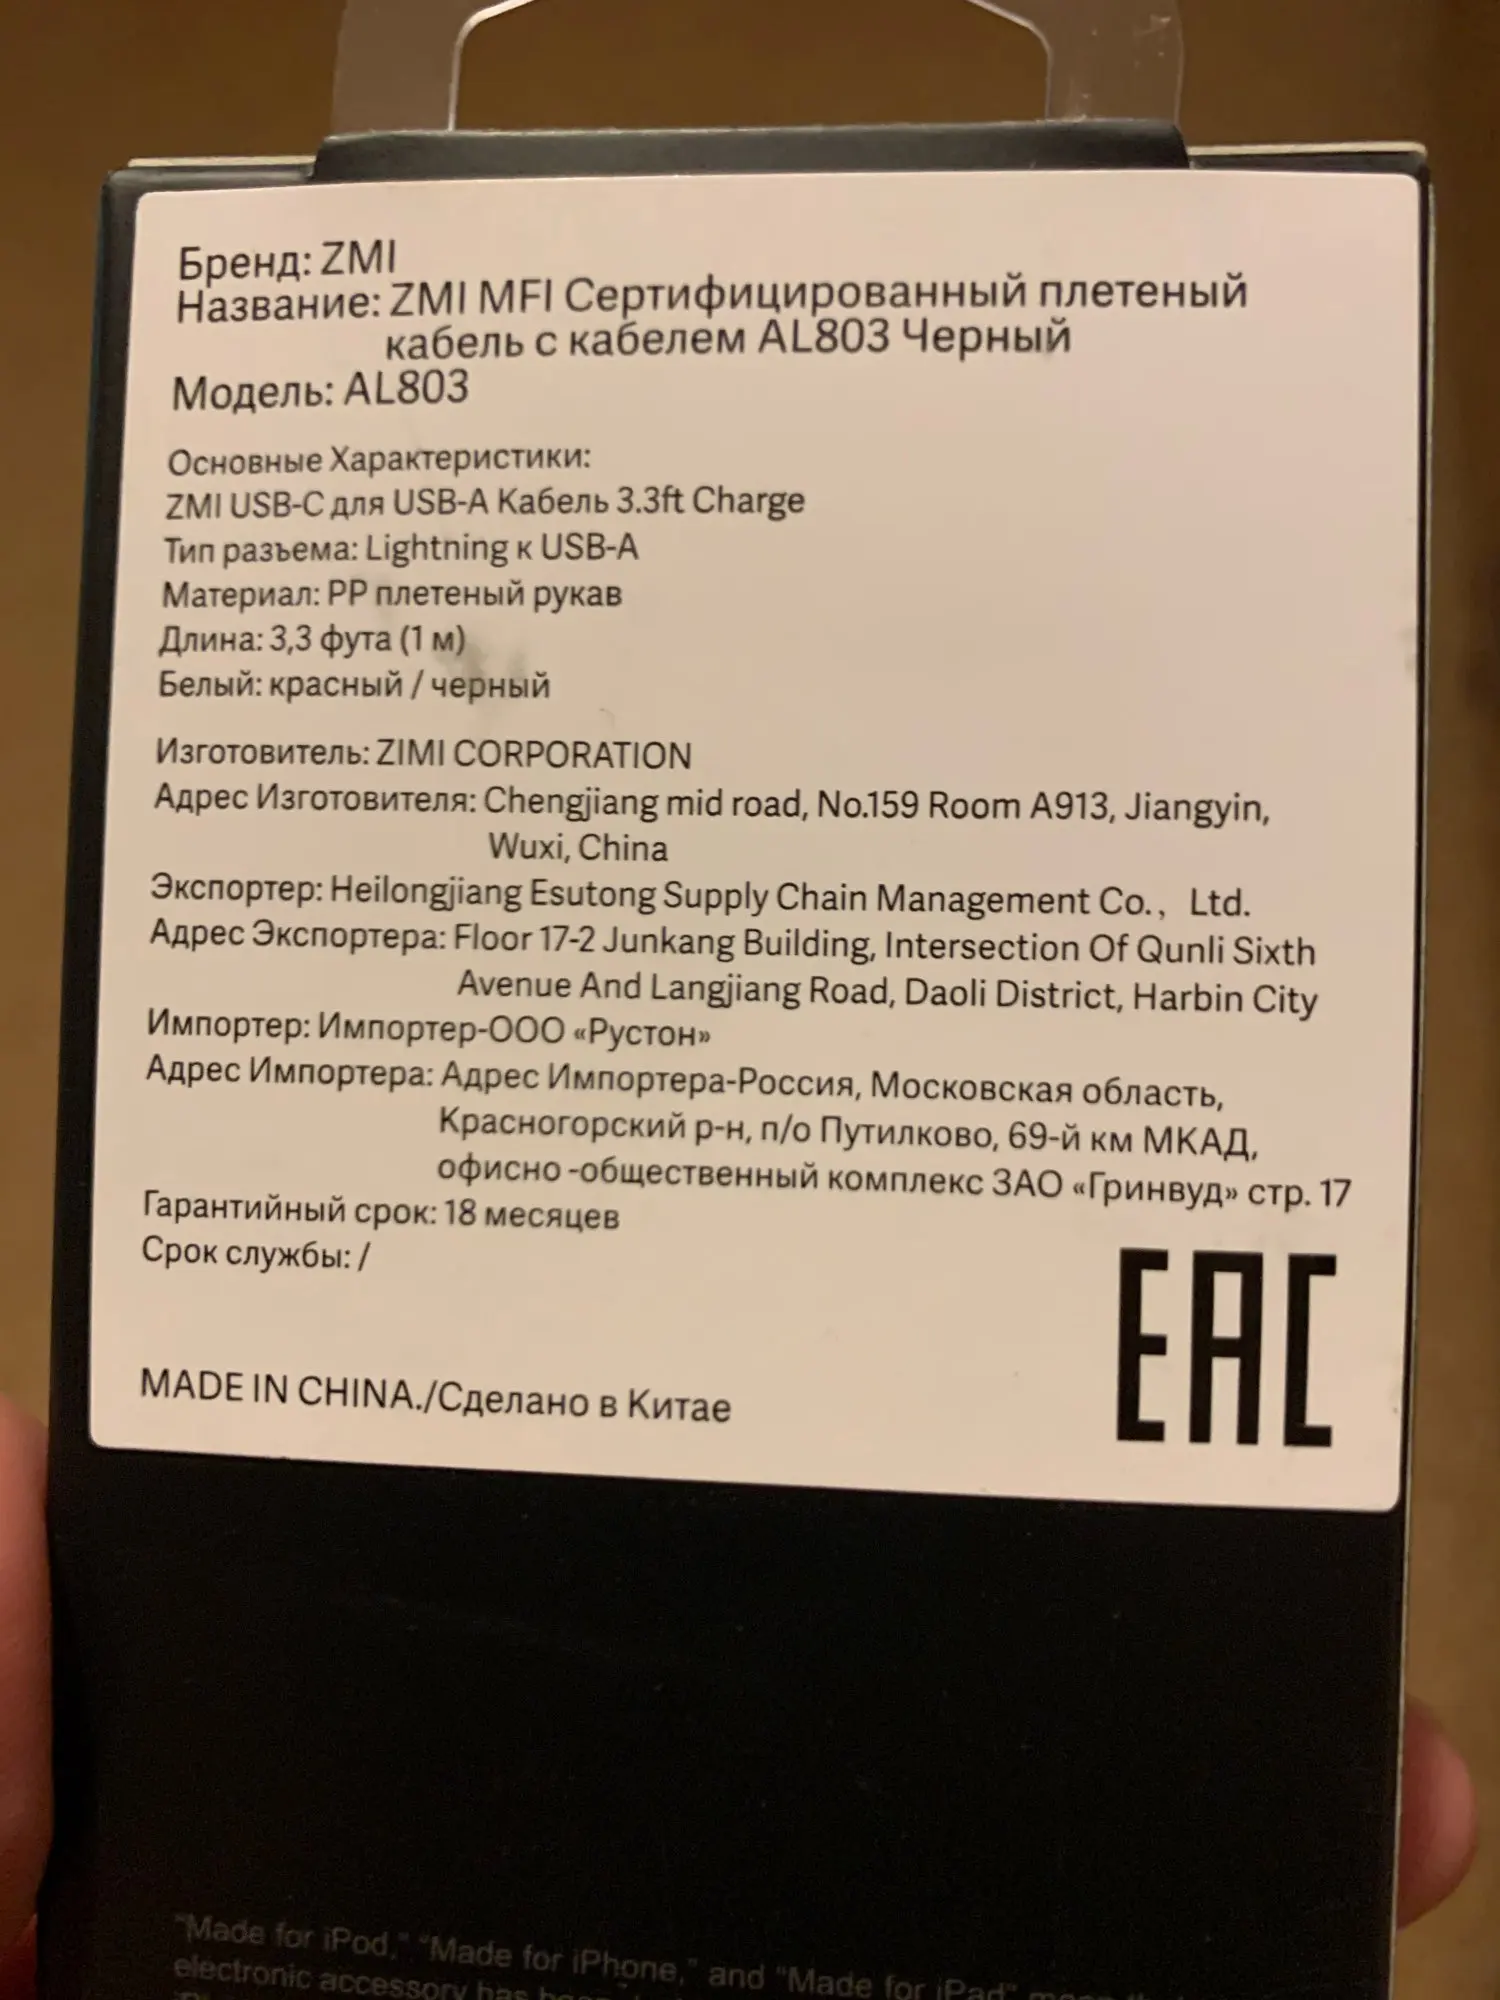 Бренд: ZMI
Название: ZMI MFI Сертифицированный плетеный
кабель с кабелем AL803 Черный
Модель: AL803
Основные Характеристики:
ZMI USB-C для USB-A Кабель 3.3ft Charge
Тип разъема: Lightning к USB-A
Материал: PP плетеный рукав
Длина: 3,3 фута (1 м)
Белый: красный / черный
Изготовитель: ZIMI CORPORATION
Адрес Изготовителя: Chengjiang mid road, No.159 Room A913, Jiangyin,
Wuxi, China
Экспортер: Heilongjiang Esutong Supply Chain Management Co., Ltd.
Адрес Экспортера: Floor 17-2 Junkang Building, Intersection Of Qunli Sixth
Avenue And Langjiang Road, Daoli District, Harbin City
Импортер: Импортер-ООО «Рустон»
Адрес Импортера: Адрес Импортера-Россия, Московская область,
Красногорский р-н, п/о Путилково, 69-й км МКАД,
офисно -общественный комплекс ЗАО «Гринвуд» стр. 17
Гарантийный срок: 18 месяцев
Срок службы: /
EAC
MADE IN CHINA./Сделано в Китае
"Made for iPod," "Made for iPhone," and "Made for iPad"
electronic accessory has